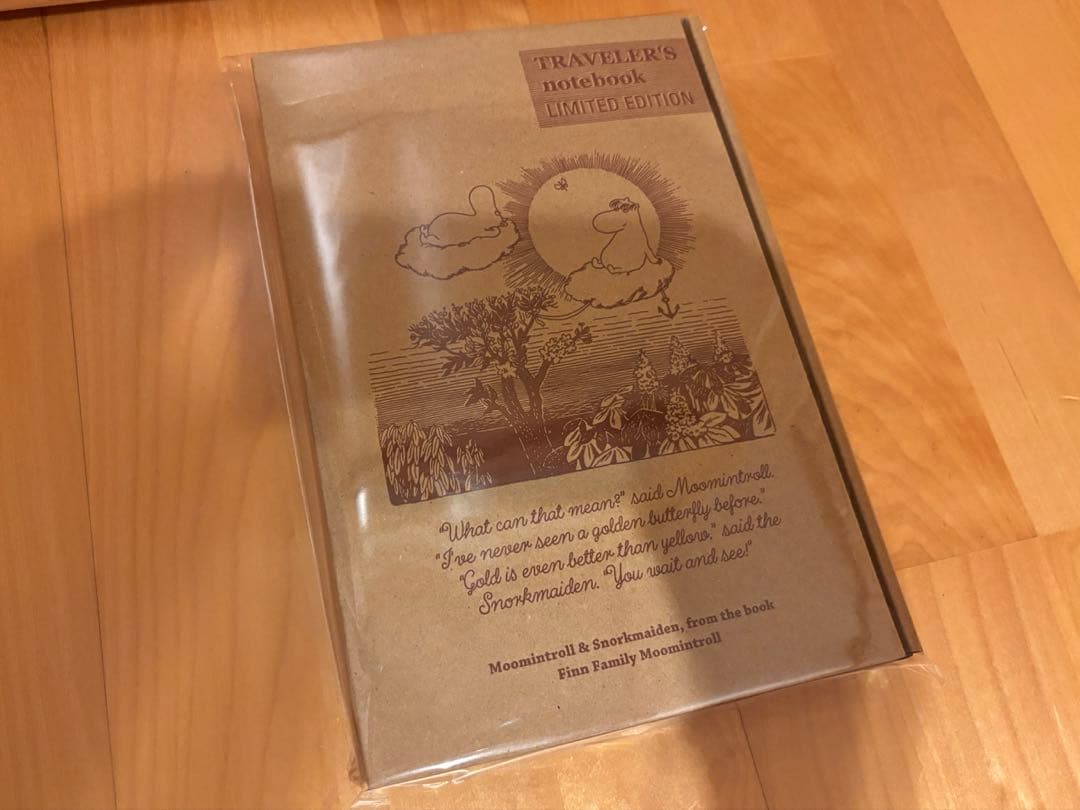 TRAVELER'S
notebook
LIMITED EDITION
"What can that mean?" said Moomintroll.
"I've never seen a golden butterfly before."
"Gold is even better than yellow," said the
Snorkmaiden. "You wait and see!"
Moomintroll & Snorkmaiden, from the book
Finn Family Moomintroll